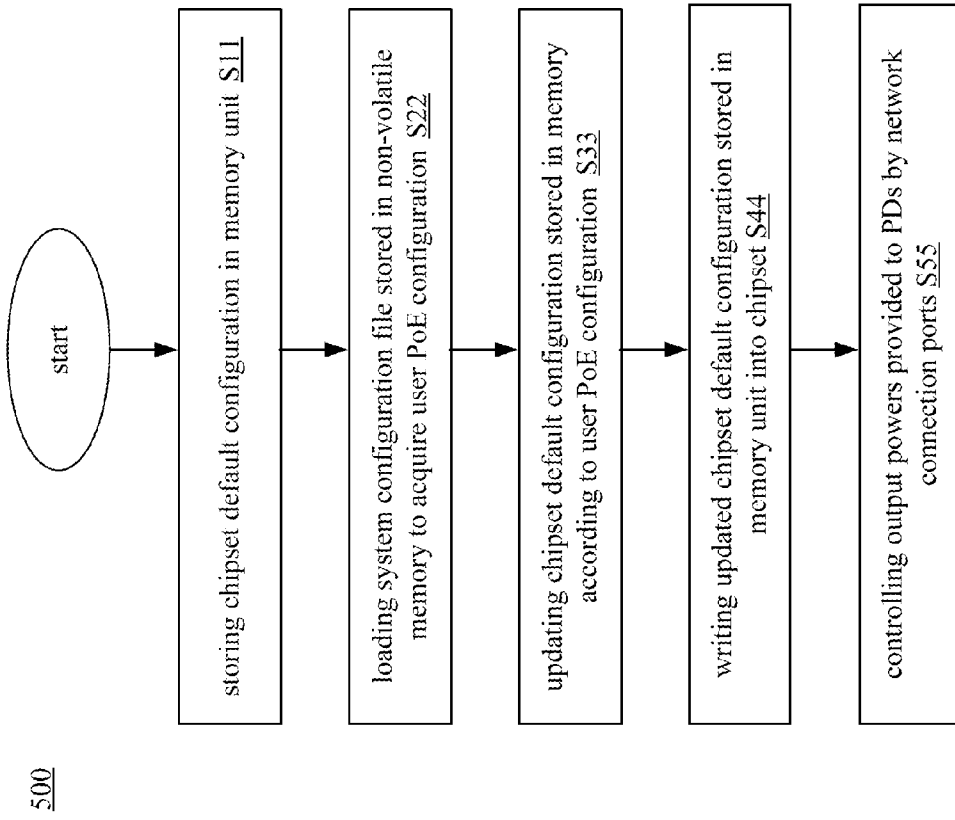 500
start
storing chipset default configuration in memory unit S11
loading system configuration file stored in non-volatile
memory to acquire user PoE configuration S22
updating chipset default configuration stored in memory
according to user PoE configuration S33
writing updated chipset default configuration stored in
memory unit into chipset S44
controlling output powers provided to PDs by network
connection ports S55